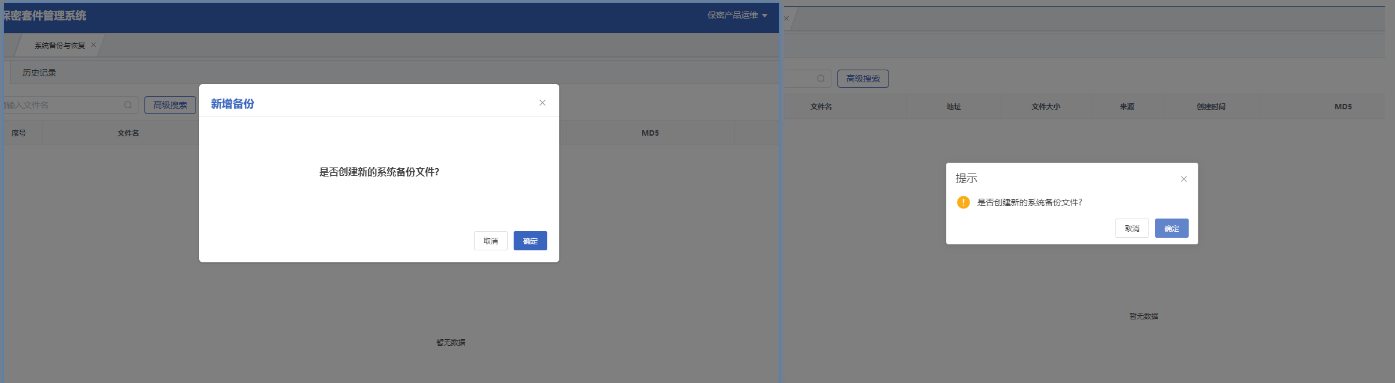 保密套件管理系统
保密产品运维
系统备份与恢复
历史记录
输入文件名
高级搜索
序号
文件名
MD5
新增备份
是否创建新的系统备份文件?
取消
确定
暂无数据
高级搜索
文件名
地址
文件大小
来源
创建时间
MD5
提示
是否创建新的系统备份文件?
取消
确定
暂无数据